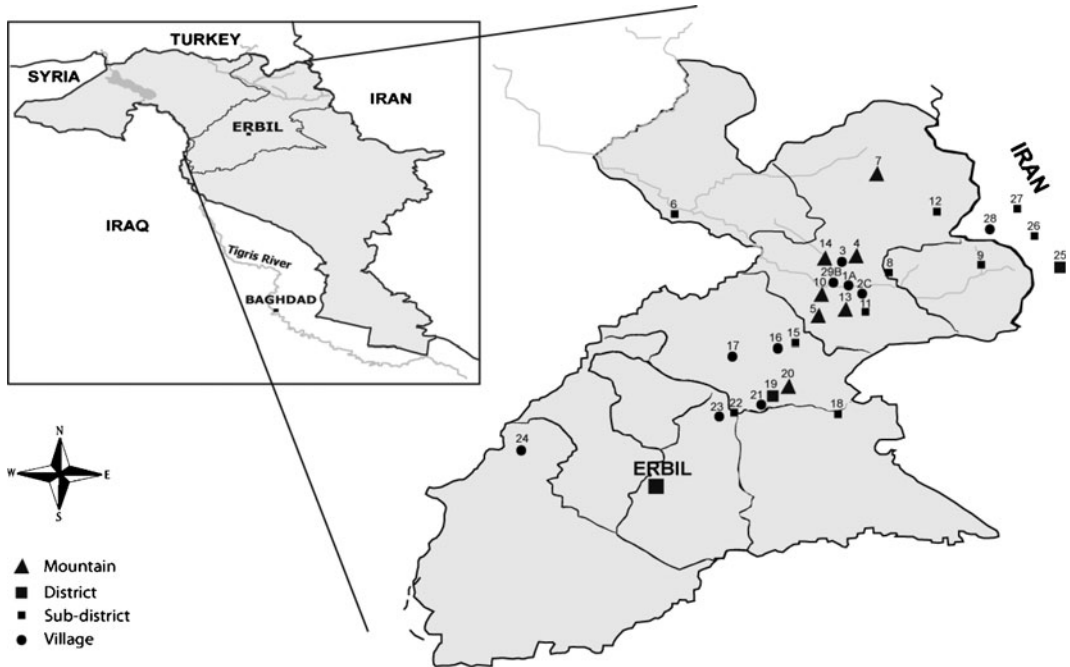 TURKEY
SYRIA
IRAN
ERBIL
IRAQ
Tigris River
BAGHDAD
N
W
E
S
Mountain
District
Sub-district
Village
IRAN
7
12
27
28
26
25
6
14
3
4
8
9
29B
1A
2C
10
13
11
5
15
16
17
20
19
21
22
23
18
24
ERBIL